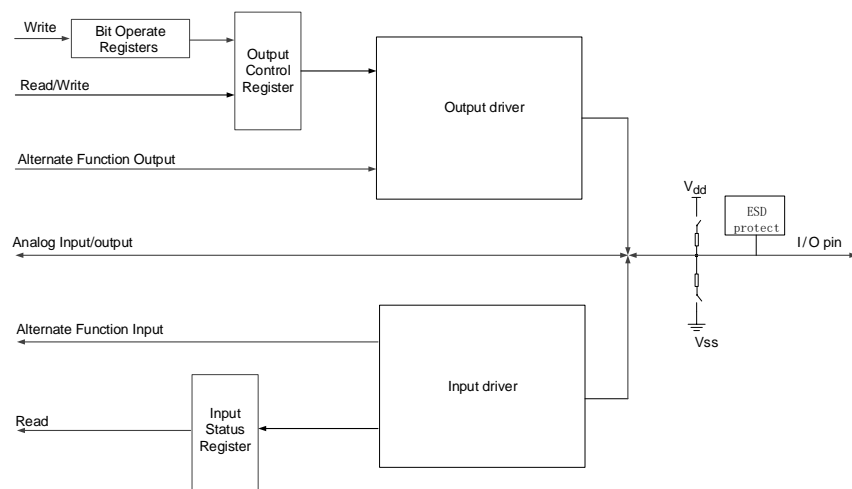 Write
Bit Operate
Registers
Output
Control
Register
Read/Write
Output driver
Alternate Function Output
Vdd
ESD
protect
Analog Input/output
I/O pin
Alternate Function Input
Vss
Input driver
Input
Status
Register
Read